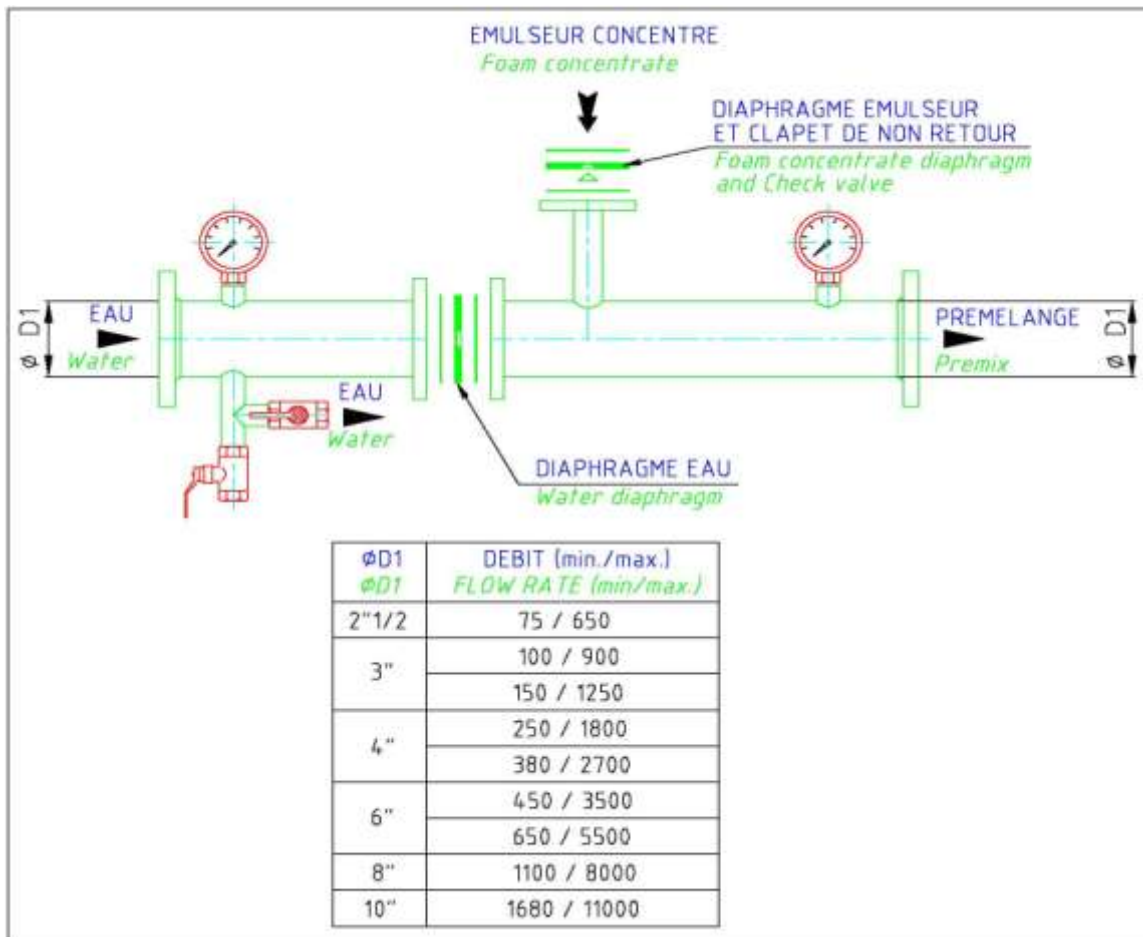 EMULSEUR CONCENTRE
Foam concentrate
DIAPHRAGME EMULSEUR
ET CLAPET DE NON RETOUR
Foam concentrate diaphragm
and Check valve
Ø D1
EAU
Water
PREMELANGE
Premix
Ø D1
EAU
Water
DIAPHRAGME EAU
Water diaphragm
ØD1 DEBIT (min./max.)
ØD1 FLOW RATE (min/max.)
2"1/2 75 / 650
3" 100 / 900
150 / 1250
4" 250 / 1800
380 / 2700
6" 450 / 3500
650 / 5500
8" 1100 / 8000
10" 1680 / 11000